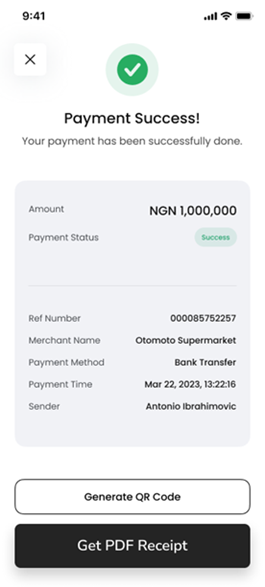 9:41
Payment Success!
Your payment has been successfully done.
Amount NGN 1,000,000
Payment Status Success
Ref Number 000085752257
Merchant Name Otomoto Supermarket
Payment Method Bank Transfer
Payment Time Mar 22, 2023, 13:22:16
Sender Antonio Ibrahimovic
Generate QR Code
Get PDF Receipt